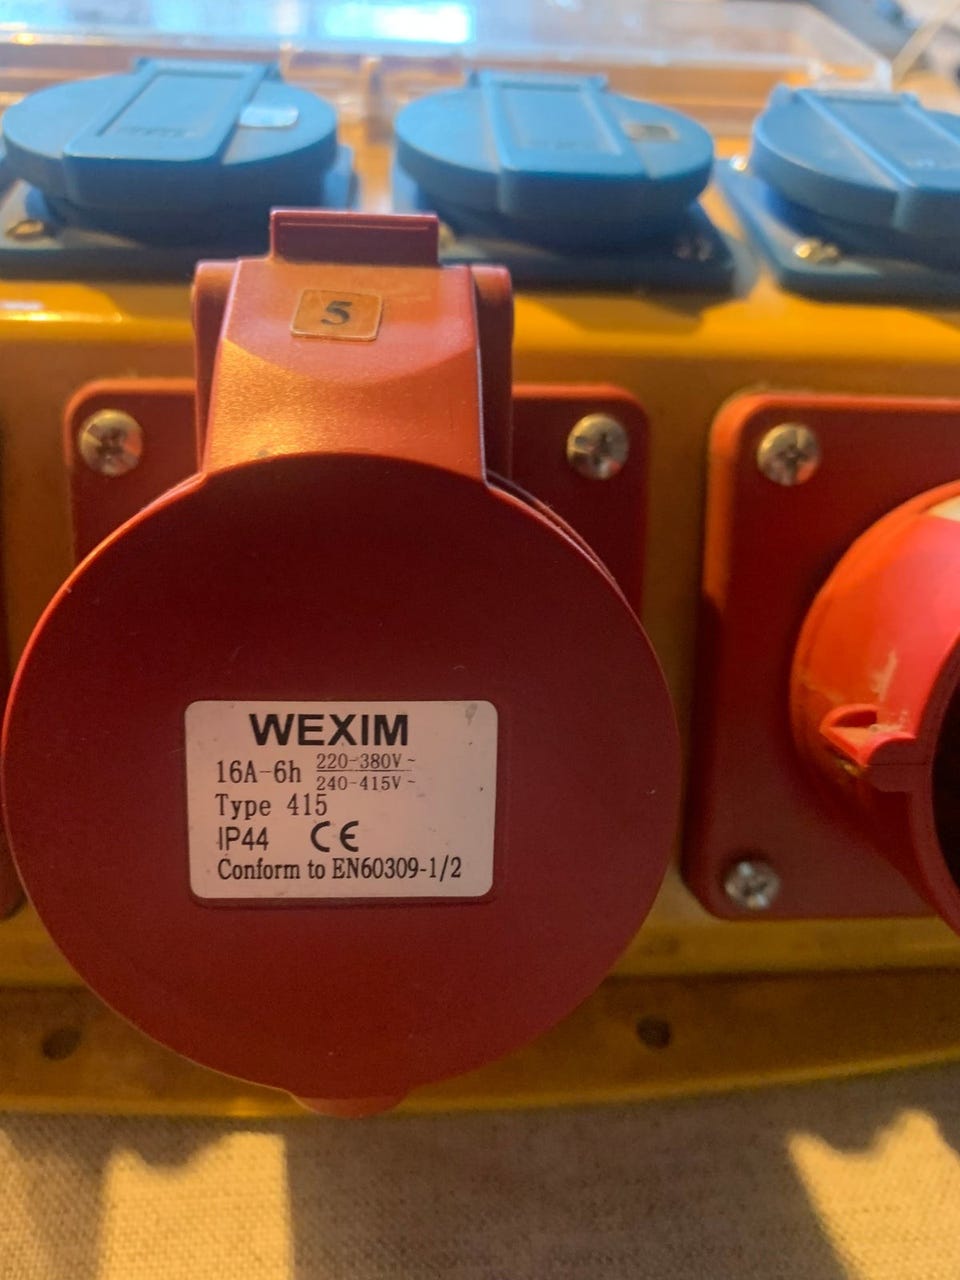 5
WEXIM
16A-6h 220-380V~
240-415V~
Type 415
IP44 CE
Conform to EN60309-1/2